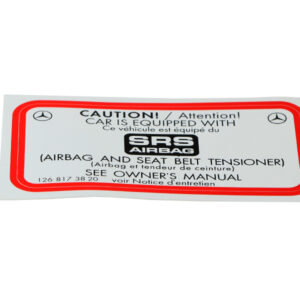 CAUTION! / Attention!
CAR IS EQUIPPED WITH
Ce véhicule est équipé du
SRS
AIRBAG
(AIRBAG AND SEAT BELT TENSIONER)
(Airbag et tendeur de ceinture)
SEE OWNER'S MANUAL
126 817 38 20 voir Notice d'entretien